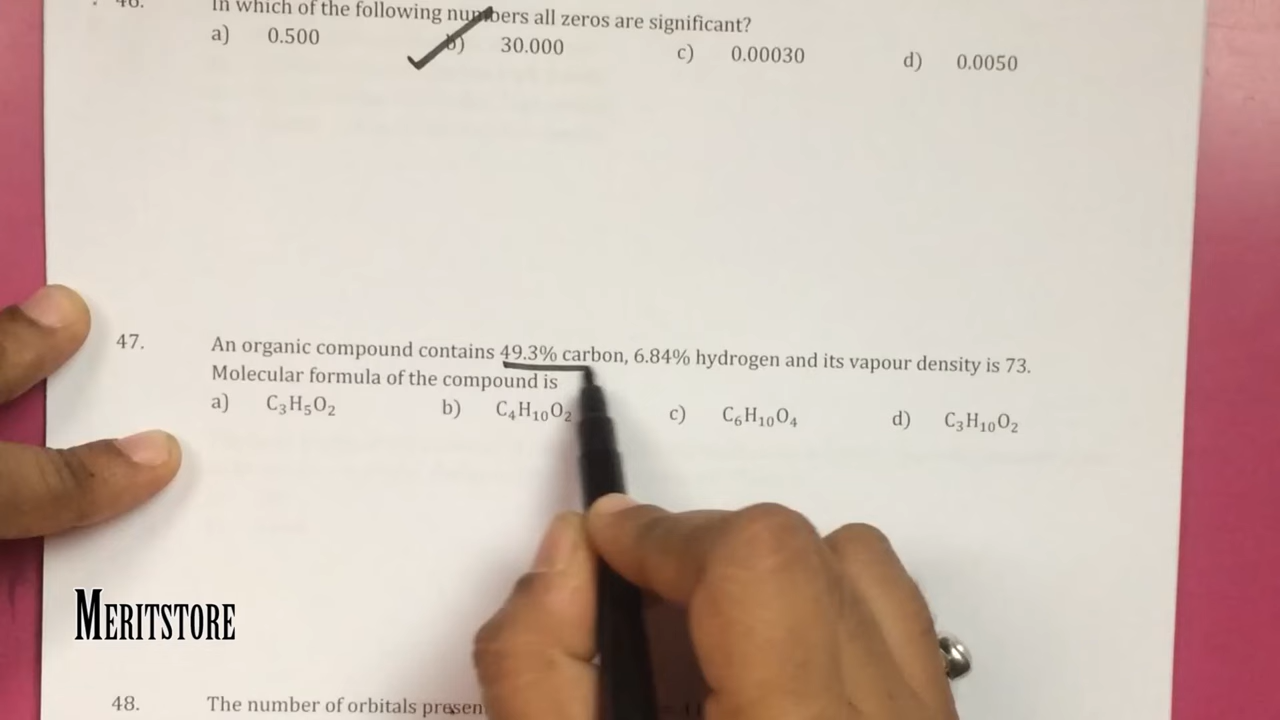 In which of the following numbers all zeros are significant?
a) 0.500 b) 30.000 c) 0.00030 d) 0.0050
47. An organic compound contains 49.3% carbon, 6.84% hydrogen and its vapour density is 73.
Molecular formula of the compound is
a) C₃H₅O₂ b) C₄H₁₀O₂ c) C₆H₁₀O₄ d) C₃H₁₀O₂
MERITSTORE
48. The number of orbitals presen